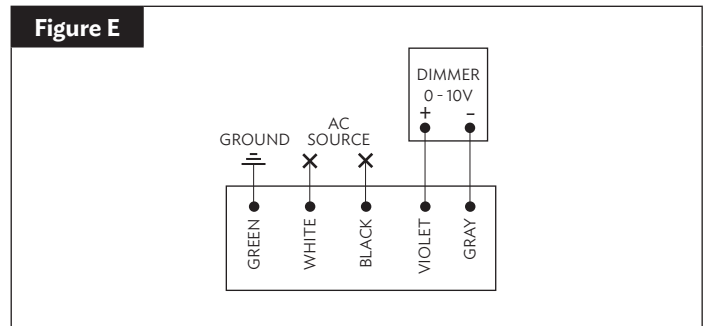 Figure E
DIMMER
0 - 10V
+ -
AC
GROUND SOURCE
GREEN
WHITE
BLACK
VIOLET
GRAY